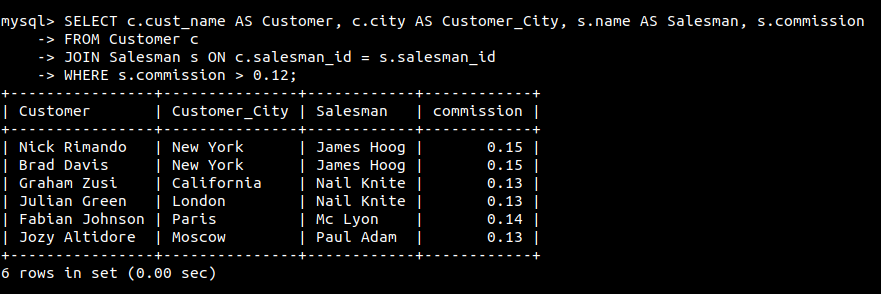 mysql> SELECT c.cust_name AS Customer, c.city AS Customer_City, s.name AS Salesman, s.commission
    -> FROM Customer c
    -> JOIN Salesman s ON c.salesman_id = s.salesman_id
    -> WHERE s.commission > 0.12;
+----------------+---------------+------------+------------+
| Customer       | Customer_City | Salesman   | commission |
+----------------+---------------+------------+------------+
| Nick Rimando   | New York      | James Hoog |       0.15 |
| Brad Davis     | New York      | James Hoog |       0.15 |
| Graham Zusi    | California    | Nail Knite |       0.13 |
| Julian Green   | London        | Nail Knite |       0.13 |
| Fabian Johnson | Paris         | Mc Lyon    |       0.14 |
| Jozy Altidore  | Moscow        | Paul Adam  |       0.13 |
+----------------+---------------+------------+------------+
6 rows in set (0.00 sec)